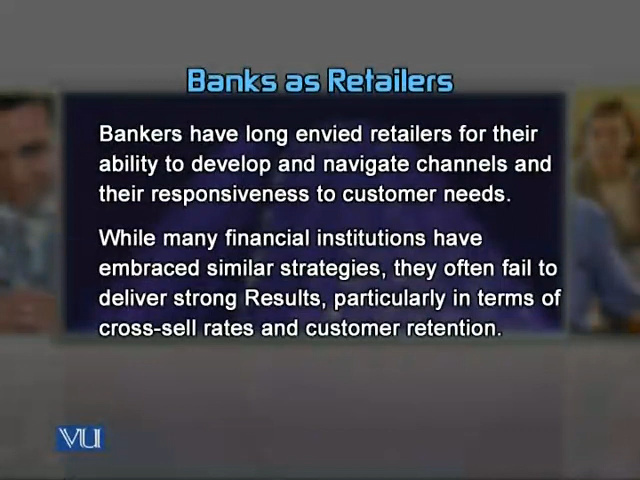 Banks as Retailers
Bankers have long envied retailers for their
ability to develop and navigate channels and
their responsiveness to customer needs.
While many financial institutions have
embraced similar strategies, they often fail to
deliver strong Results, particularly in terms of
cross-sell rates and customer retention.
VU